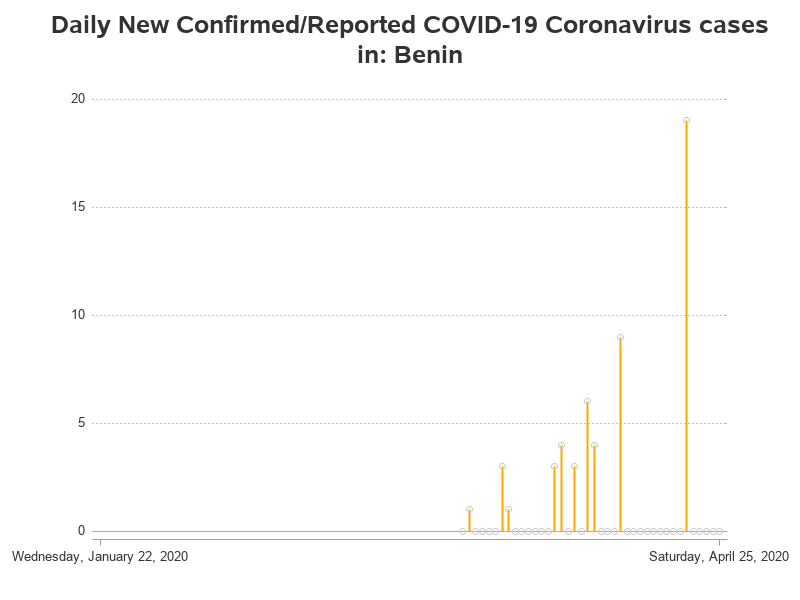 Daily New Confirmed/Reported COVID-19 Coronavirus cases
in: Benin
20
15
10
5
0
Wednesday, January 22, 2020
Saturday, April 25, 2020